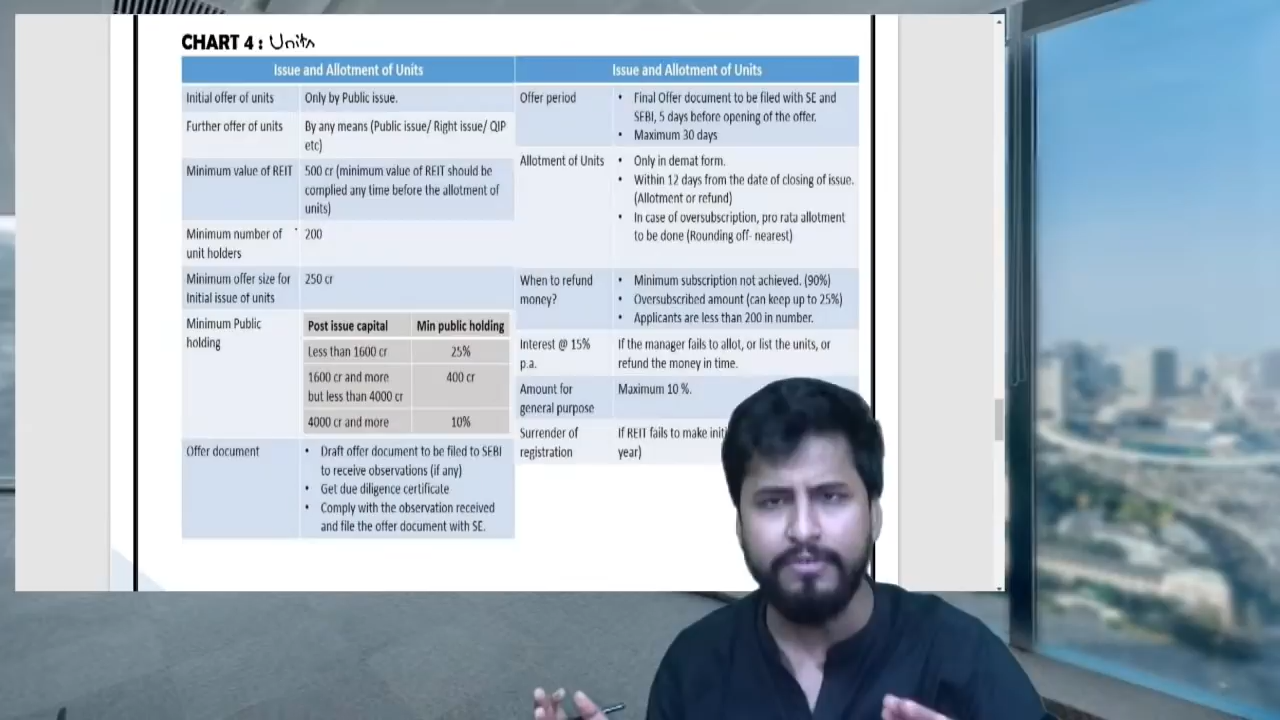 CHART 4 : Units
Issue and Allotment of Units
Initial offer of units
Only by Public issue.
Further offer of units
By any means (Public issue/ Right issue/ QIP
etc)
Minimum value of REIT
500 cr (minimum value of REIT should be
complied any time before the allotment of
units)
Minimum number of
unit holders
200
Minimum offer size for
Initial issue of units
250 cr
Minimum Public
holding
Post issue capital
Min public holding
Less than 1600 cr
25%
1600 cr and more
but less than 4000 cr
400 cr
4000 cr and more
10%
Offer document
• Draft offer document to be filed to SEBI
to receive observations (if any)
• Get due diligence certificate
• Comply with the observation received
and file the offer document with SE.
Issue and Allotment of Units
Offer period
• Final Offer document to be filed with SE and
SEBI, 5 days before opening of the offer.
• Maximum 30 days
Allotment of Units
• Only in demat form.
• Within 12 days from the date of closing of issue.
(Allotment or refund)
• In case of oversubscription, pro rata allotment
to be done (Rounding off- nearest)
When to refund
money?
• Minimum subscription not achieved. (90%)
• Oversubscribed amount (can keep up to 25%)
• Applicants are less than 200 in number.
Interest @ 15%
p.a.
If the manager fails to allot, or list the units, or
refund the money in time.
Amount for
general purpose
Maximum 10 %.
Surrender of
registration
If REIT fails to make
year)